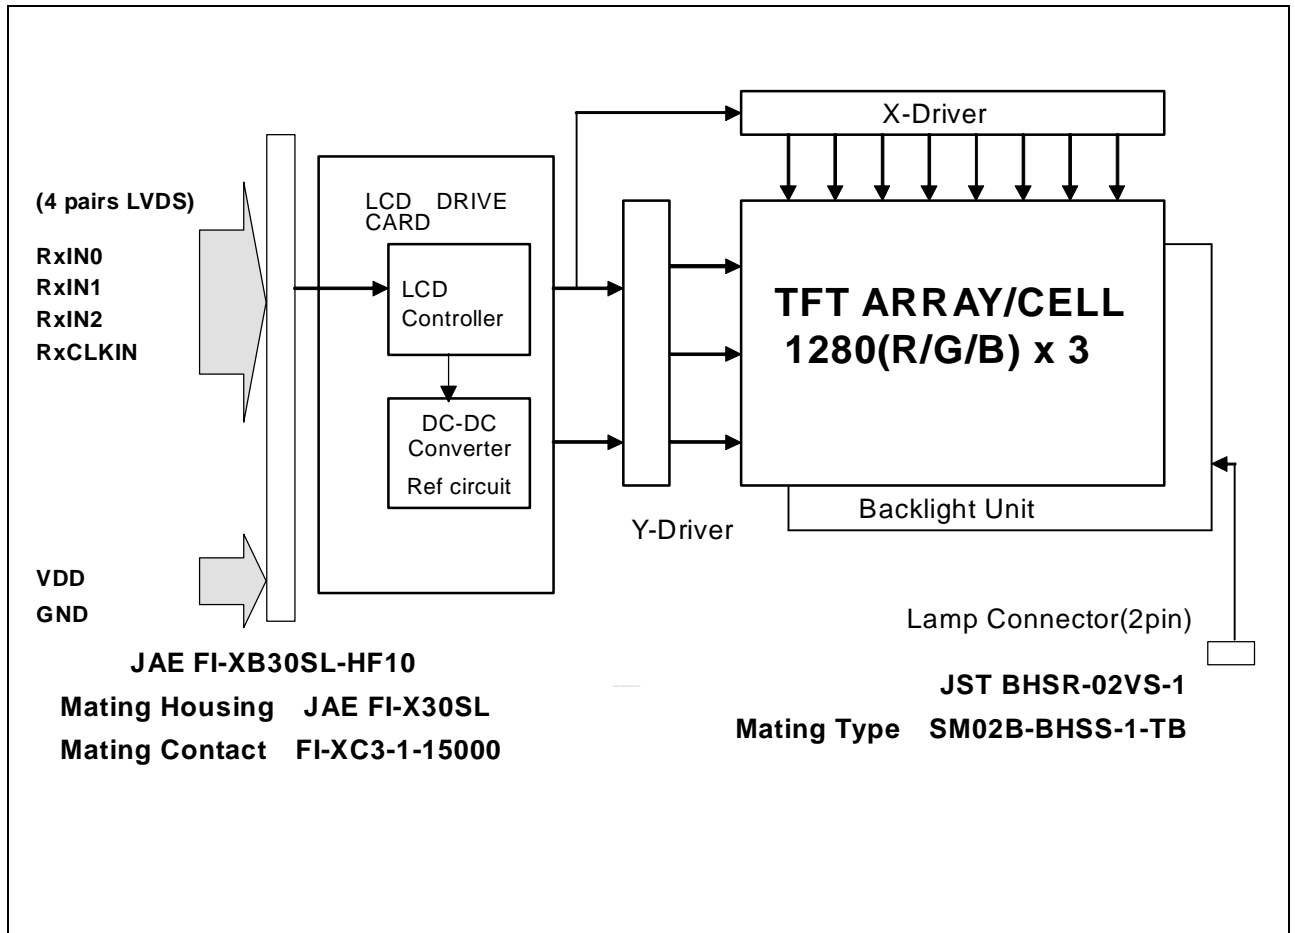 X-Driver
(4 pairs LVDS)
RxIN0
RxIN1
RxIN2
RxCLKIN
LCD DRIVE
CARD
LCD
Controller
DC-DC
Converter
Ref circuit
TFT ARRAY/CELL
1280(R/G/B) x 3
Backlight Unit
Y-Driver
VDD
GND
Lamp Connector(2pin)
JAE FI-XB30SL-HF10
Mating Housing JAE FI-X30SL
Mating Contact FI-XC3-1-15000
JST BHSR-02VS-1
Mating Type SM02B-BHSS-1-TB